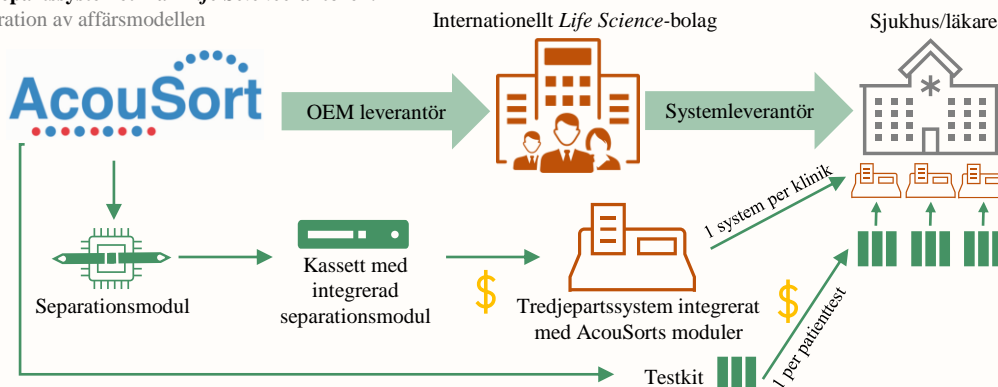 ration av affärsmodellen
Internationellt Life Science-bolag
Sjukhus/läkare
AcouSort
OEM leverantör
Systemleverantör
1 system per klinik
Separationsmodul
Kassett med
integrerad
separationsmodul
$
Tredjepartssystem integrerat
med AcouSorts moduler
$
1 per patienttest
Testkit